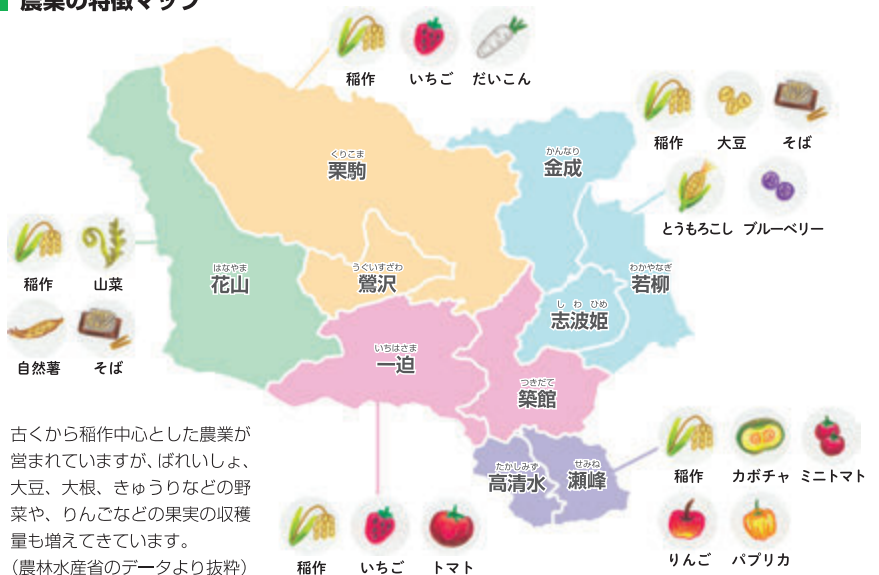 農業の特徴マップ
稲作 いちご だいこん
稲作 大豆 そば
とうもろこし ブルーベリー
くりこま
栗駒
かんなり
金成
稲作 山菜
自然薯 そば
はなやま
花山
うぐいすざわ
鶯沢
わかやなぎ
若柳
しわひめ
志波姫
いちはさま
一迫
つきだて
築館
たかしみず
高清水
せみね
瀬峰
稲作 カボチャ ミニトマト
りんご パプリカ
稲作 いちご トマト
古くから稲作中心とした農業が
営まれていますが、ばれいしょ、
大豆、大根、きゅうりなどの野
菜や、りんごなどの果実の収穫
量も増えてきています。
（農林水産省のデータより抜粋）